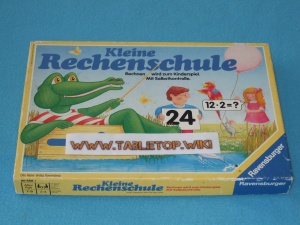 Kleine
Rechenschule
Rechnen wird zum Kinderspiel.
Mit Selbstkontrolle.
12·2=?
24
www.tabletop.wiki
Ravensburger
Kleine
Rechenschule
Ravensburger